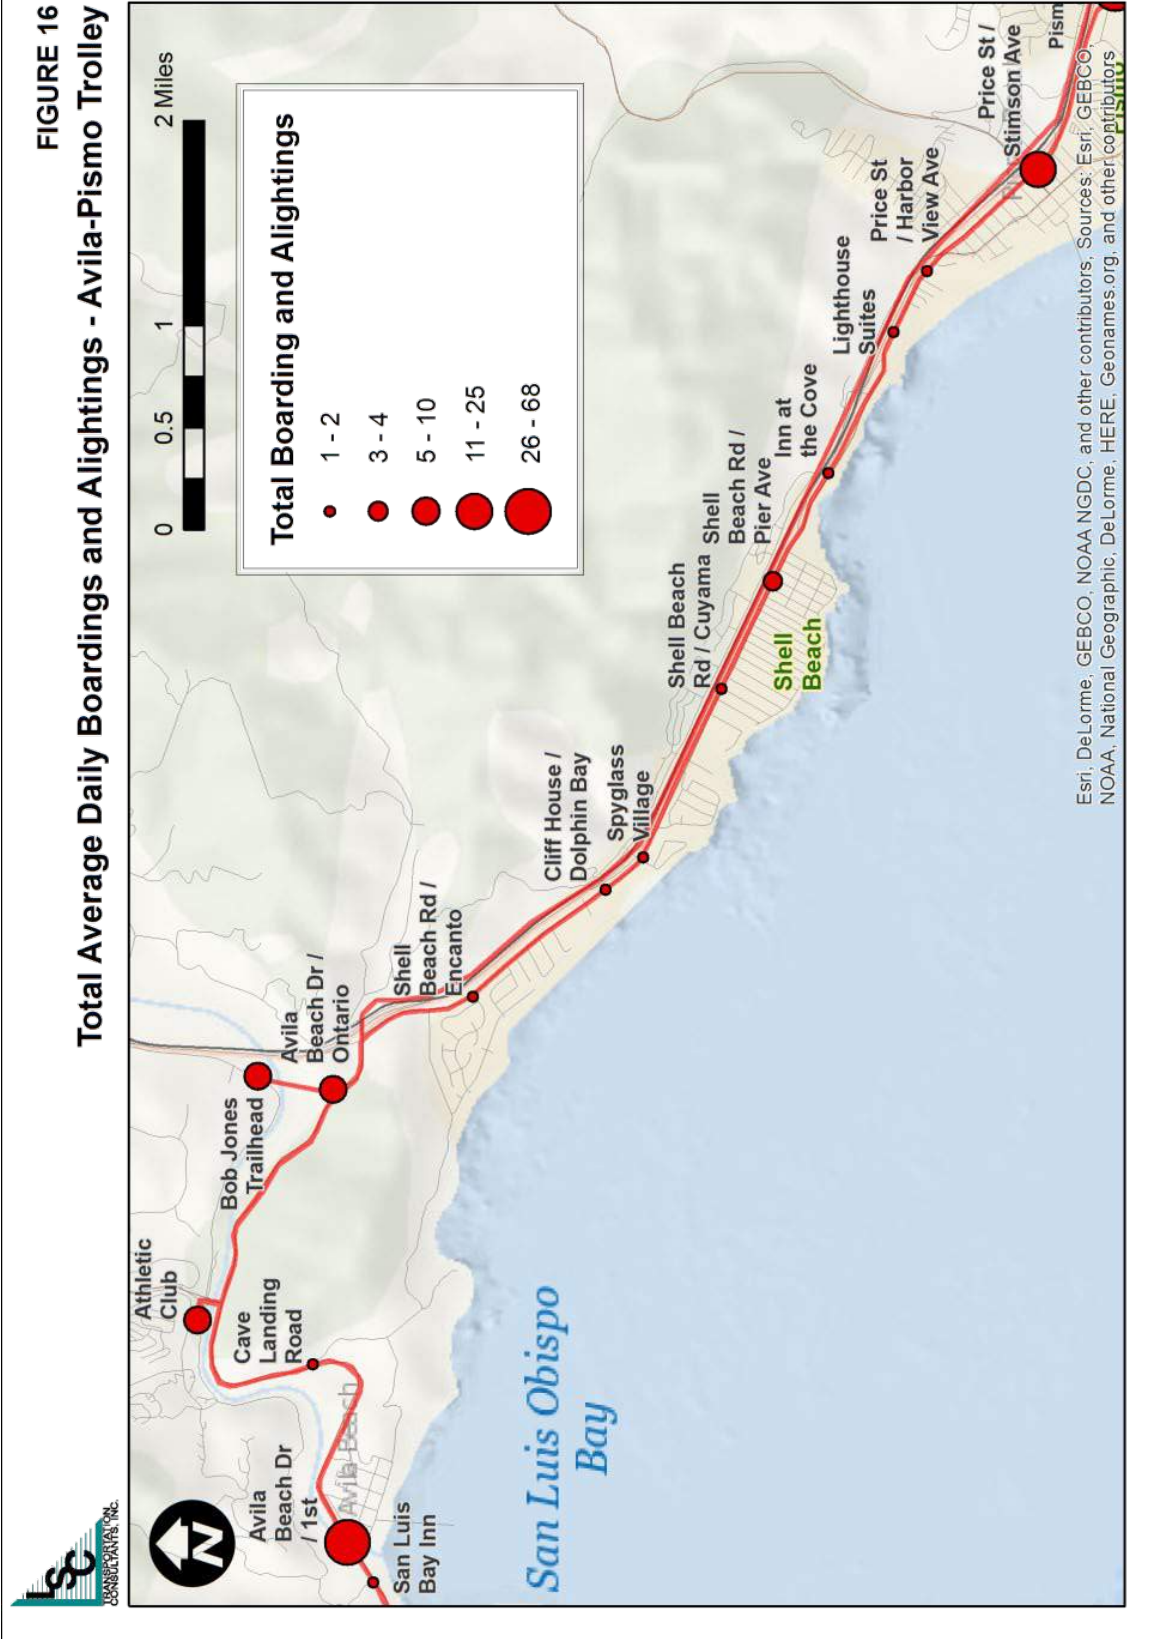 FIGURE 16
Total Average Daily Boardings and Alightings - Avila-Pismo Trolley
LSC
TRANSPORTATION
CONSULTANTS, INC.
N
0
0.5
1
2 Miles
Total Boarding and Alighting
1 - 2
3 - 4
5 - 10
11 - 25
26 - 68
San Luis
Bay Inn
Avila
Beach Dr
/ 1st
Avila Beach
Cave
Landing
Road
Athletic
Club
Bob Jones
Trailhead
Avila
Beach Dr /
Ontario
Shell
Beach Rd /
Encanto
Cliff House /
Dolphin Bay
Spyglass
Village
Shell Beach
Rd / Cuyama
Shell
Beach Rd /
Pier Ave
Shell
Beach
Inn at
the Cove
Lighthouse
Suites
Price St
/ Harbor
View Ave
Price St /
Stimson Ave
Pism
San Luis Obispo
Bay
Esri, DeLorme, GEBCO, NOAA NGDC, and other contributors, Sources: Esri, GEBCO,
NOAA, National Geographic, DeLorme, HERE, Geonames.org, and other contributors